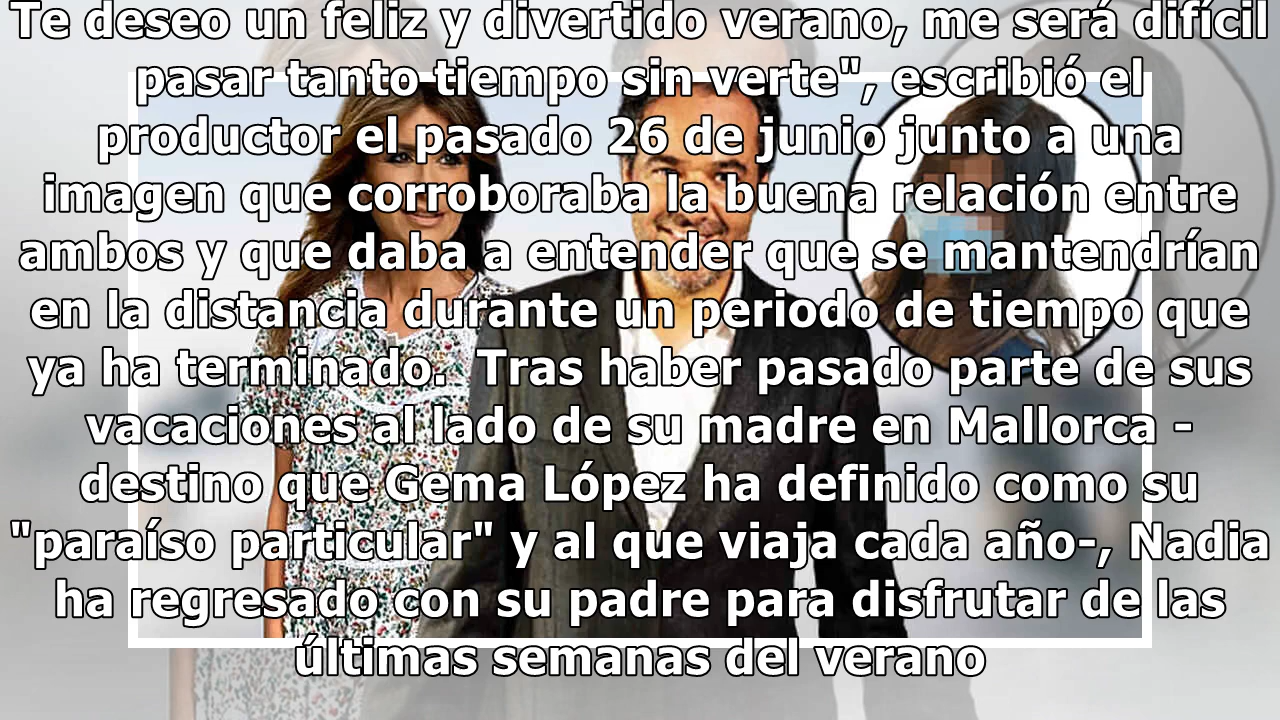 Te deseo un feliz y divertido verano, me será difícil
pasar tanto tiempo sin verte", escribió el
productor el pasado 26 de junio junto a una
imagen que corroboraba la buena relación entre
ambos y que daba a entender que se mantendrían
en la distancia durante un periodo de tiempo que
ya ha terminado.  Tras haber pasado parte de sus
vacaciones al lado de su madre en Mallorca -
destino que Gema López ha definido como su
"paraíso particular" y al que viaja cada año-, Nadia
ha regresado con su padre para disfrutar de las
últimas semanas del verano